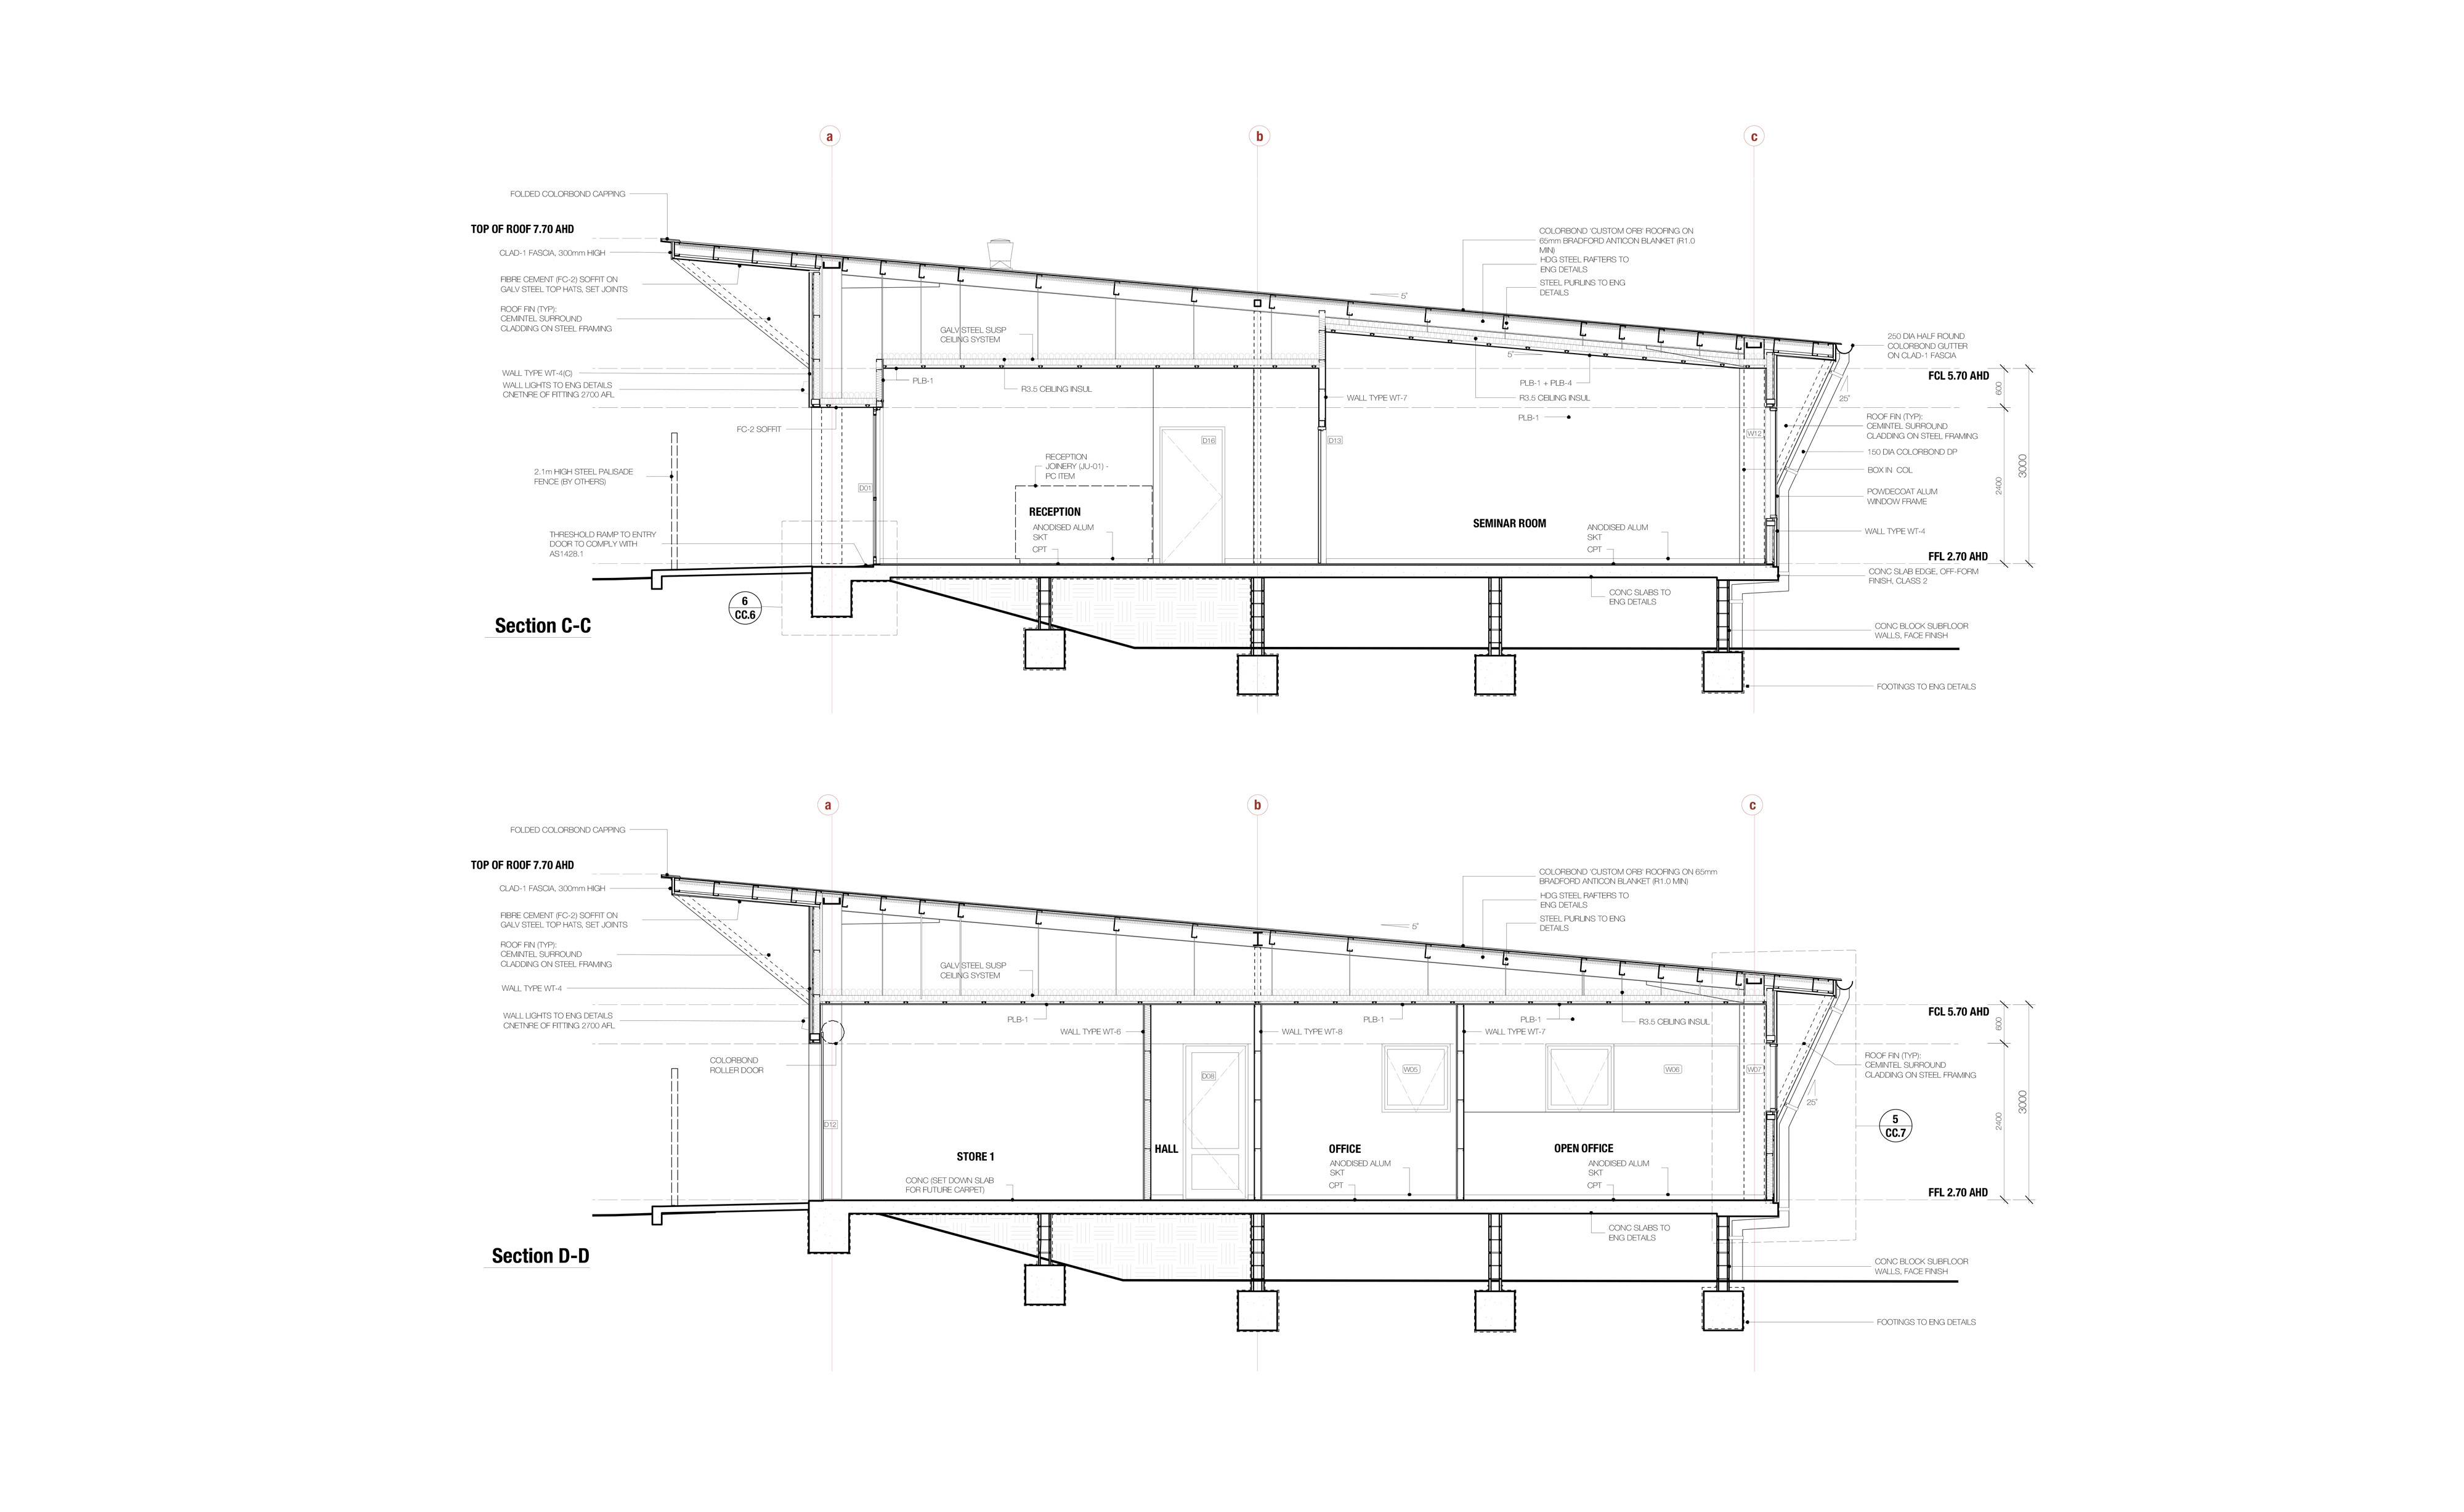 a
b
c
FOLDED COLORBOND CAPPING
TOP OF ROOF 7.70 AHD
CLAD-1 FASCIA, 300mm HIGH
FIBRE CEMENT (FC-2) SOFFIT ON
GALV STEEL TOP HATS, SET JOINTS
ROOF FIN (TYP):
CEMINTEL SURROUND
CLADDING ON STEEL FRAMING
WALL TYPE WT-4(C)
WALL LIGHTS TO ENG DETAILS
CNETNRE OF FITTING 2700 AFL
FC-2 SOFFIT
2.1m HIGH STEEL PALISADE
FENCE (BY OTHERS)
THRESHOLD RAMP TO ENTRY
DOOR TO COMPLY WITH
AS1428.1
6
CC.6
Section C-C
GALV STEEL SUSP
CEILING SYSTEM
PLB-1
R3.5 CEILING INSUL
D01
RECEPTION
JOINERY (JU-01) -
PC ITEM
RECEPTION
ANODISED ALUM
SKT
CPT
D16
D13
WALL TYPE WT-7
5°
5°
COLORBOND 'CUSTOM ORB' ROOFING ON
65mm BRADFORD ANTICON BLANKET (R1.0
MIN)
HDG STEEL RAFTERS TO
ENG DETAILS
STEEL PURLINS TO ENG
DETAILS
PLB-1 + PLB-4
R3.5 CEILING INSUL
PLB-1
SEMINAR ROOM
ANODISED ALUM
SKT
CPT
CONC SLABS TO
ENG DETAILS
W12
25°
250 DIA HALF ROUND
COLORBOND GUTTER
ON CLAD-1 FASCIA
FCL 5.70 AHD
ROOF FIN (TYP):
CEMINTEL SURROUND
CLADDING ON STEEL FRAMING
150 DIA COLORBOND DP
BOX IN COL
POWDECOAT ALUM
WINDOW FRAME
WALL TYPE WT-4
FFL 2.70 AHD
CONC SLAB EDGE, OFF-FORM
FINISH, CLASS 2
CONC BLOCK SUBFLOOR
WALLS, FACE FINISH
FOOTINGS TO ENG DETAILS
600
2400
3000
a
b
c
FOLDED COLORBOND CAPPING
TOP OF ROOF 7.70 AHD
CLAD-1 FASCIA, 300mm HIGH
FIBRE CEMENT (FC-2) SOFFIT ON
GALV STEEL TOP HATS, SET JOINTS
ROOF FIN (TYP):
CEMINTEL SURROUND
CLADDING ON STEEL FRAMING
WALL TYPE WT-4
WALL LIGHTS TO ENG DETAILS
CNETNRE OF FITTING 2700 AFL
COLORBOND
ROLLER DOOR
Section D-D
GALV STEEL SUSP
CEILING SYSTEM
PLB-1
WALL TYPE WT-6
D12
STORE 1
CONC (SET DOWN SLAB
FOR FUTURE CARPET)
HALL
D08
WALL TYPE WT-8
PLB-1
W05
OFFICE
ANODISED ALUM
SKT
CPT
WALL TYPE WT-7
5°
COLORBOND 'CUSTOM ORB' ROOFING ON 65mm
BRADFORD ANTICON BLANKET (R1.0 MIN)
HDG STEEL RAFTERS TO
ENG DETAILS
STEEL PURLINS TO ENG
DETAILS
PLB-1
R3.5 CEILING INSUL
W06
W07
OPEN OFFICE
ANODISED ALUM
SKT
CPT
CONC SLABS TO
ENG DETAILS
25°
FCL 5.70 AHD
ROOF FIN (TYP):
CEMINTEL SURROUND
CLADDING ON STEEL FRAMING
5
CC.7
FFL 2.70 AHD
CONC BLOCK SUBFLOOR
WALLS, FACE FINISH
FOOTINGS TO ENG DETAILS
600
2400
3000